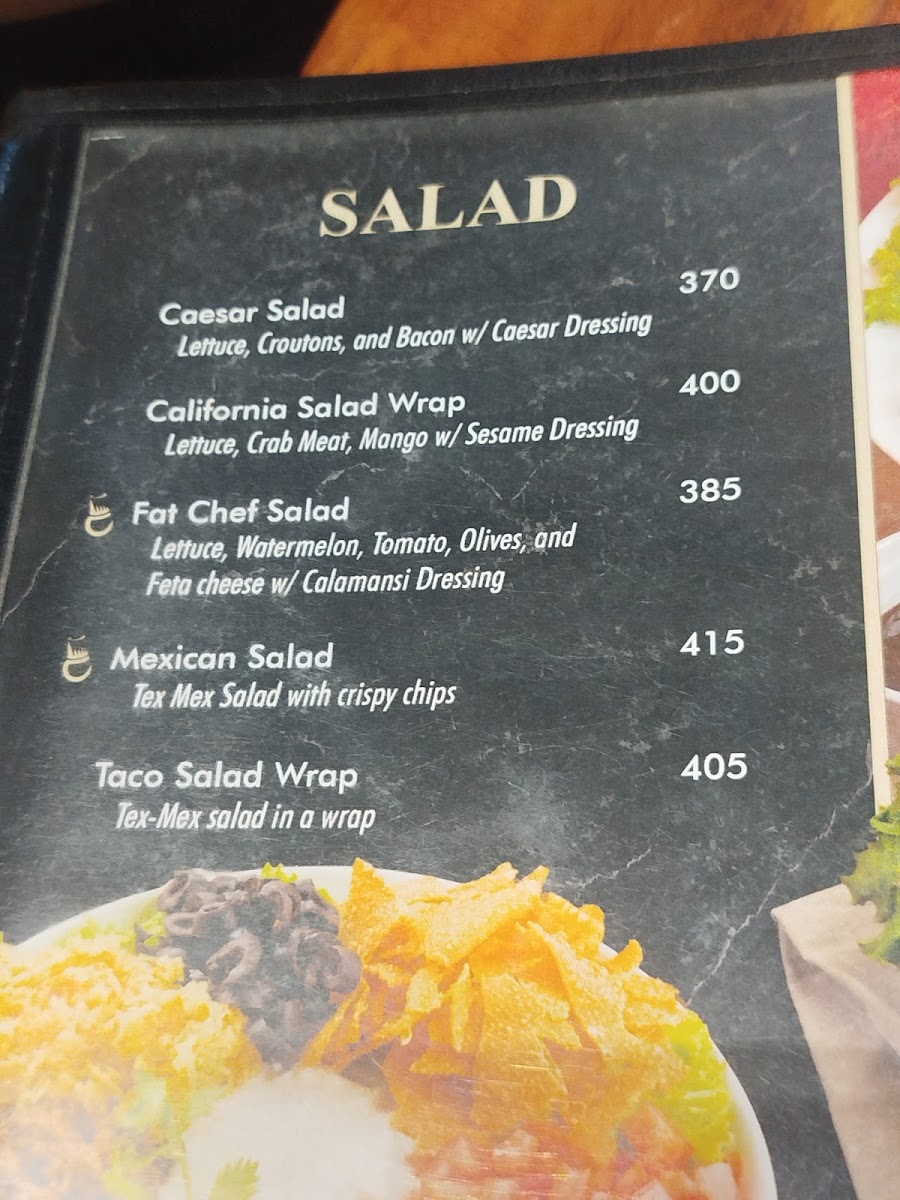 SALAD
Caesar Salad 370
Lettuce, Croutons, and Bacon w/ Caesar Dressing
California Salad Wrap 400
Lettuce, Crab Meat, Mango w/ Sesame Dressing
Fat Chef Salad 385
Lettuce, Watermelon, Tomato, Olives, and
Feta cheese w/ Calamansi Dressing
Mexican Salad 415
Tex Mex Salad with crispy chips
Taco Salad Wrap 405
Tex-Mex salad in a wrap